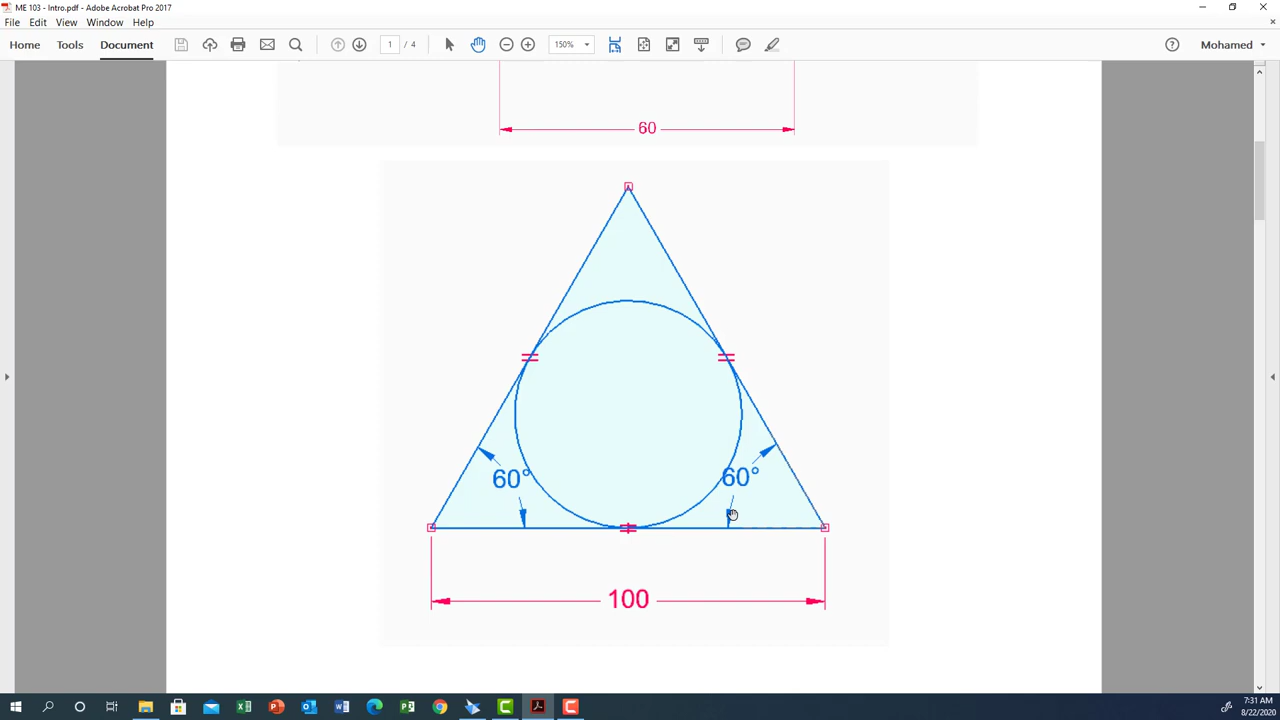 ME 103 - Intro.pdf - Adobe Acrobat Pro 2017
File Edit View Window Help
Home Tools Document 1 / 4 150% Mohamed
60
60° 60°
100
7:31 AM
8/22/2020